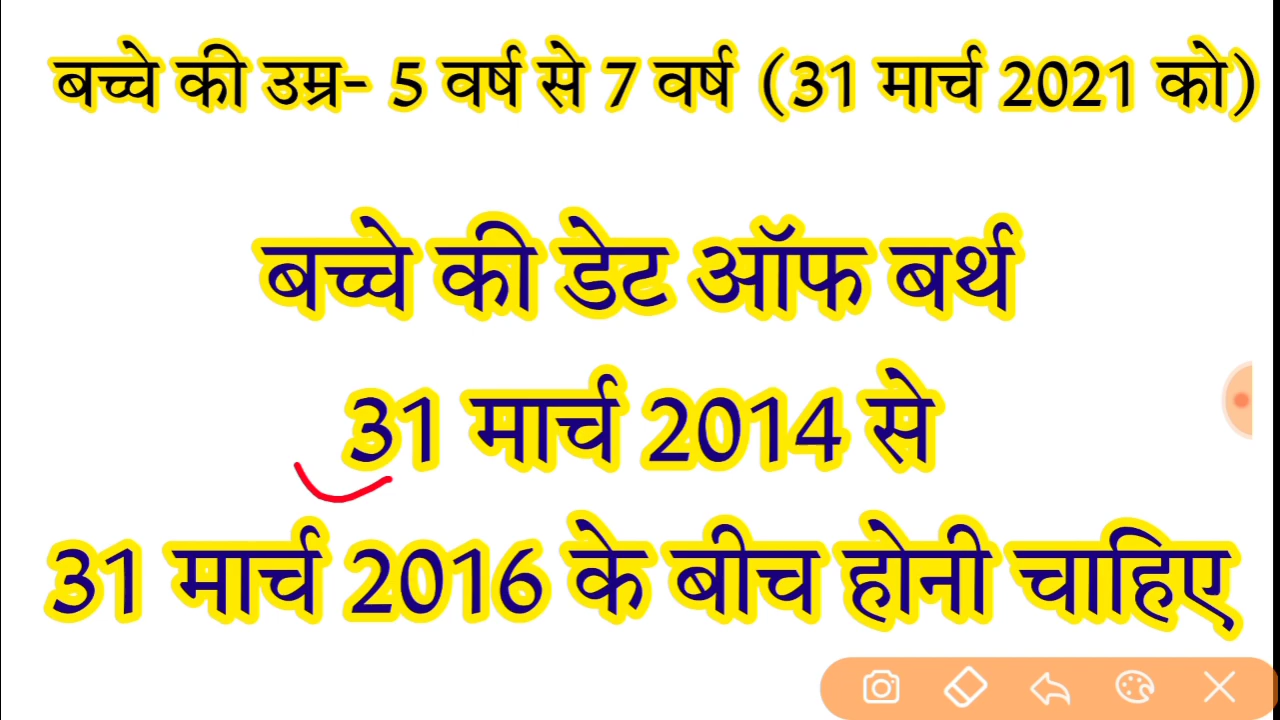 बच्चे की उम्र- 5 वर्ष से 7 वर्ष (31 मार्च 2021 को)
बच्चे की डेट ऑफ बर्थ
31 मार्च 2014 से
31 मार्च 2016 के बीच होनी चाहिए